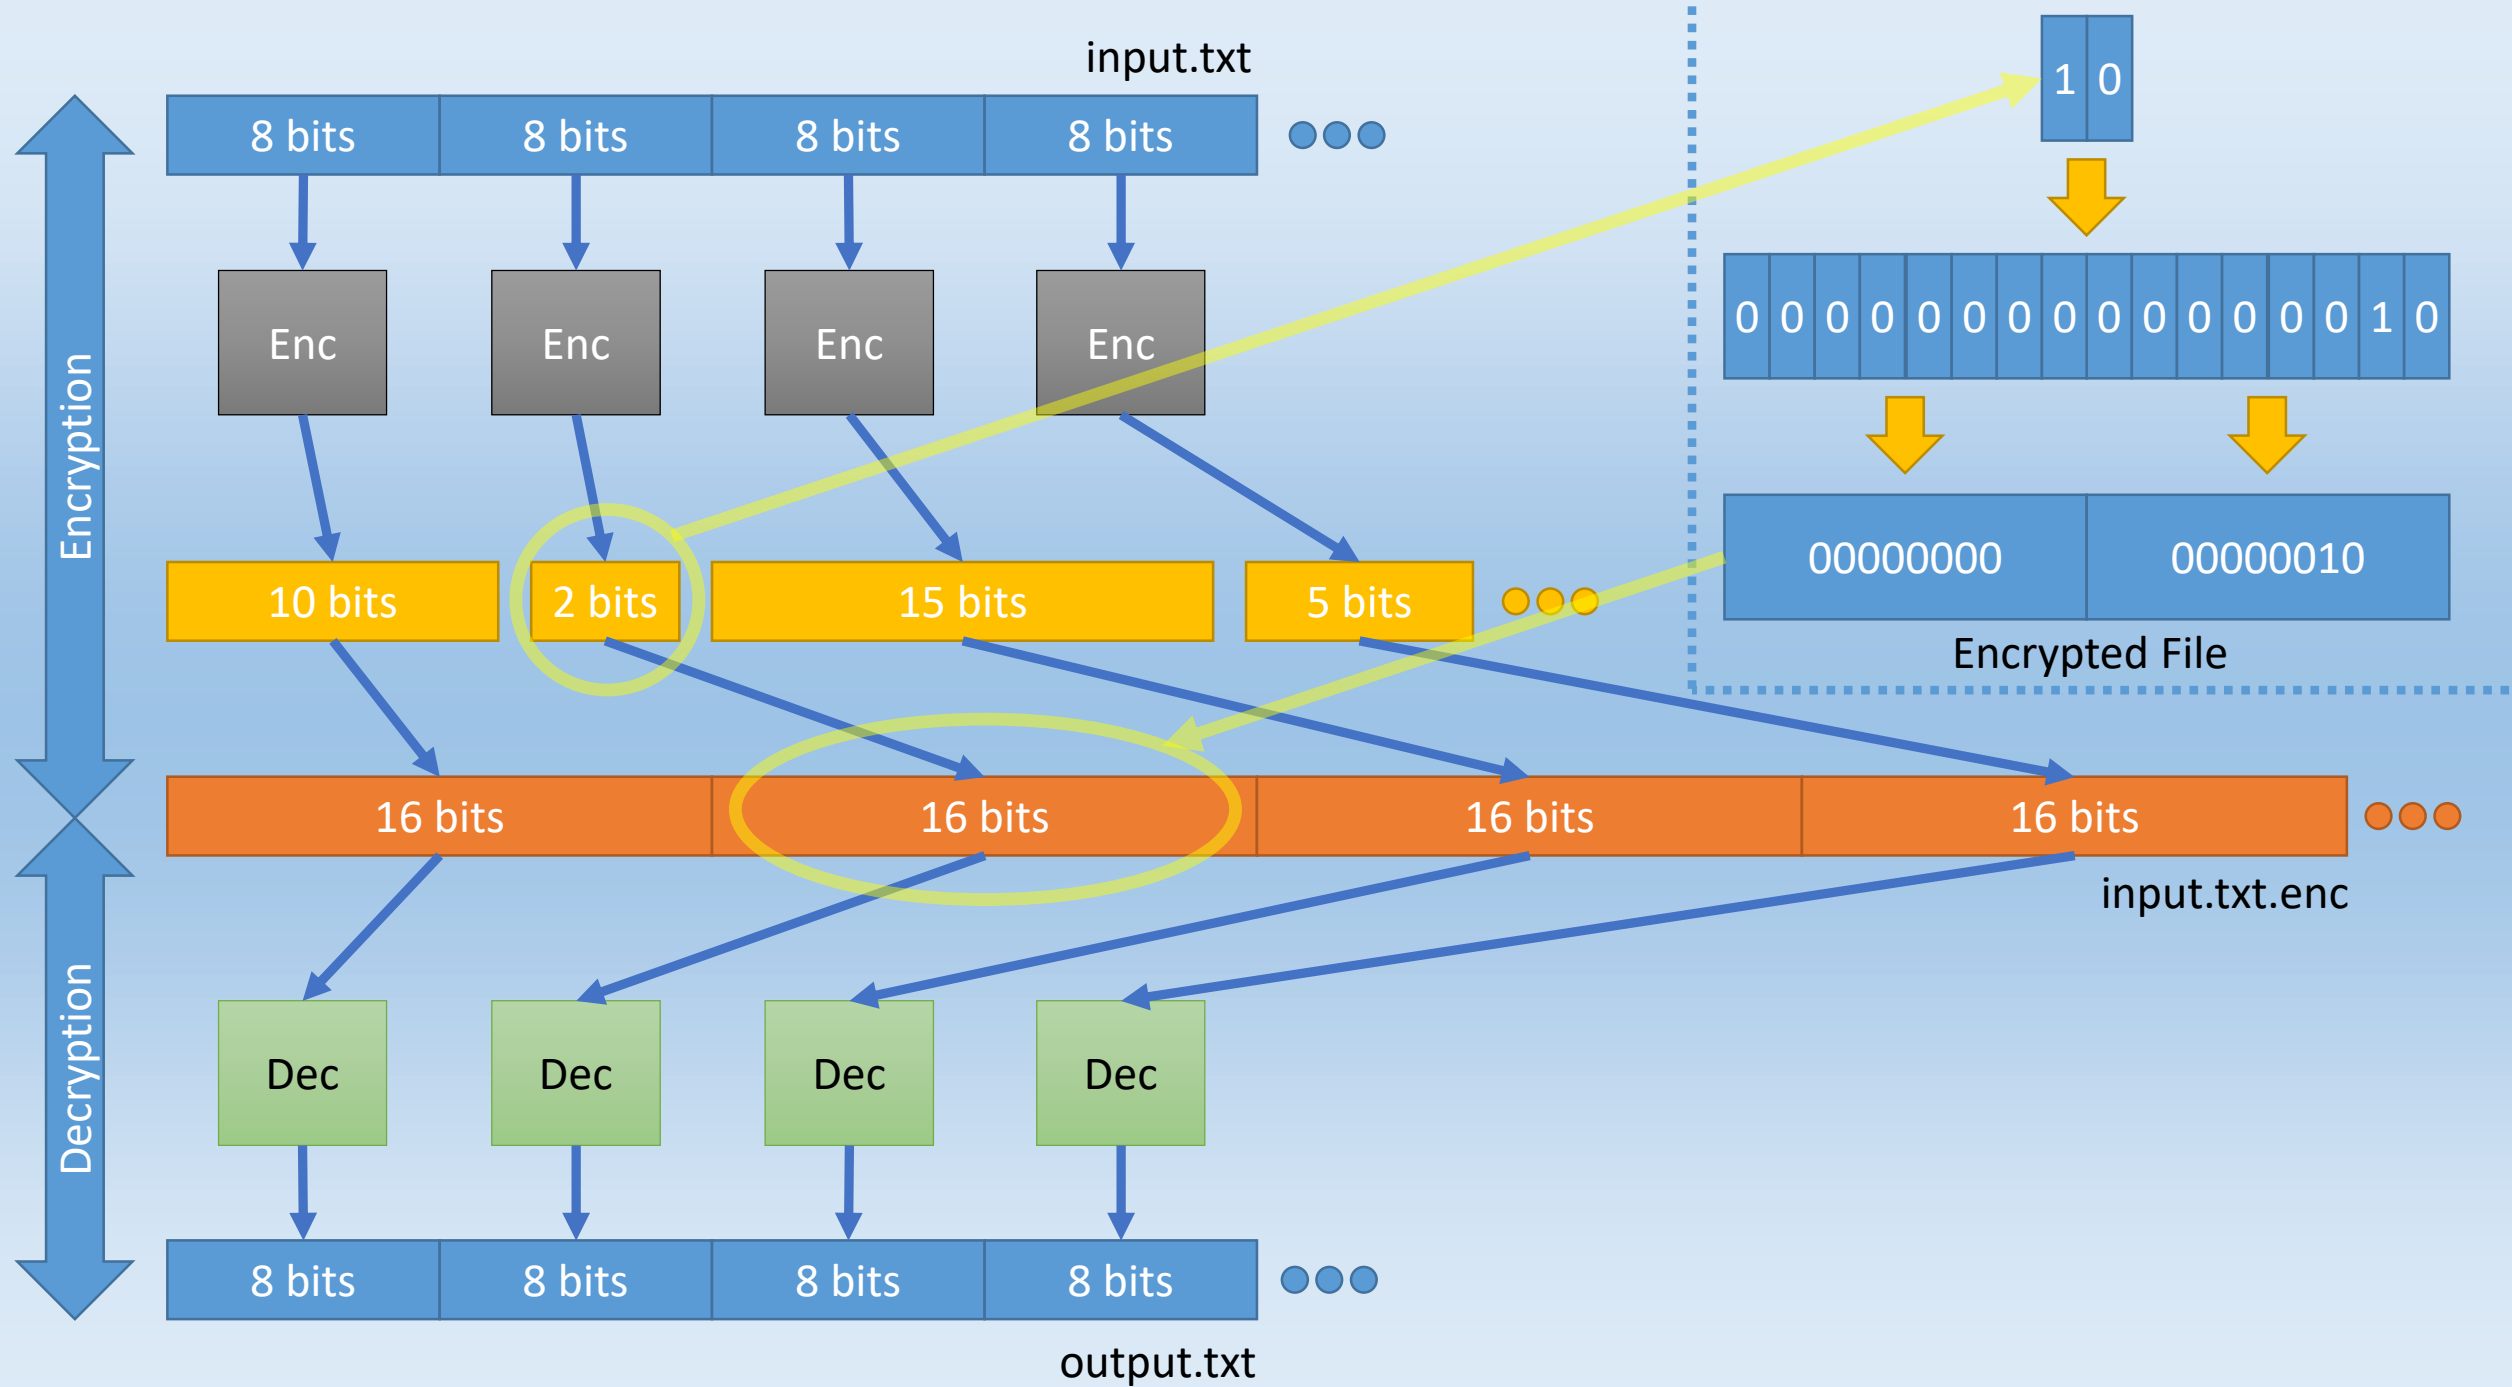 input.txt
8 bits 8 bits 8 bits 8 bits
Enc Enc Enc Enc
10 bits 2 bits 15 bits 5 bits
16 bits 16 bits 16 bits 16 bits
input.txt.enc
Dec Dec Dec Dec
8 bits 8 bits 8 bits 8 bits
output.txt
Encryption
Decryption
1 0
0 0 0 0 0 0 0 0 0 0 0 0 0 0 1 0
00000000 00000010
Encrypted File